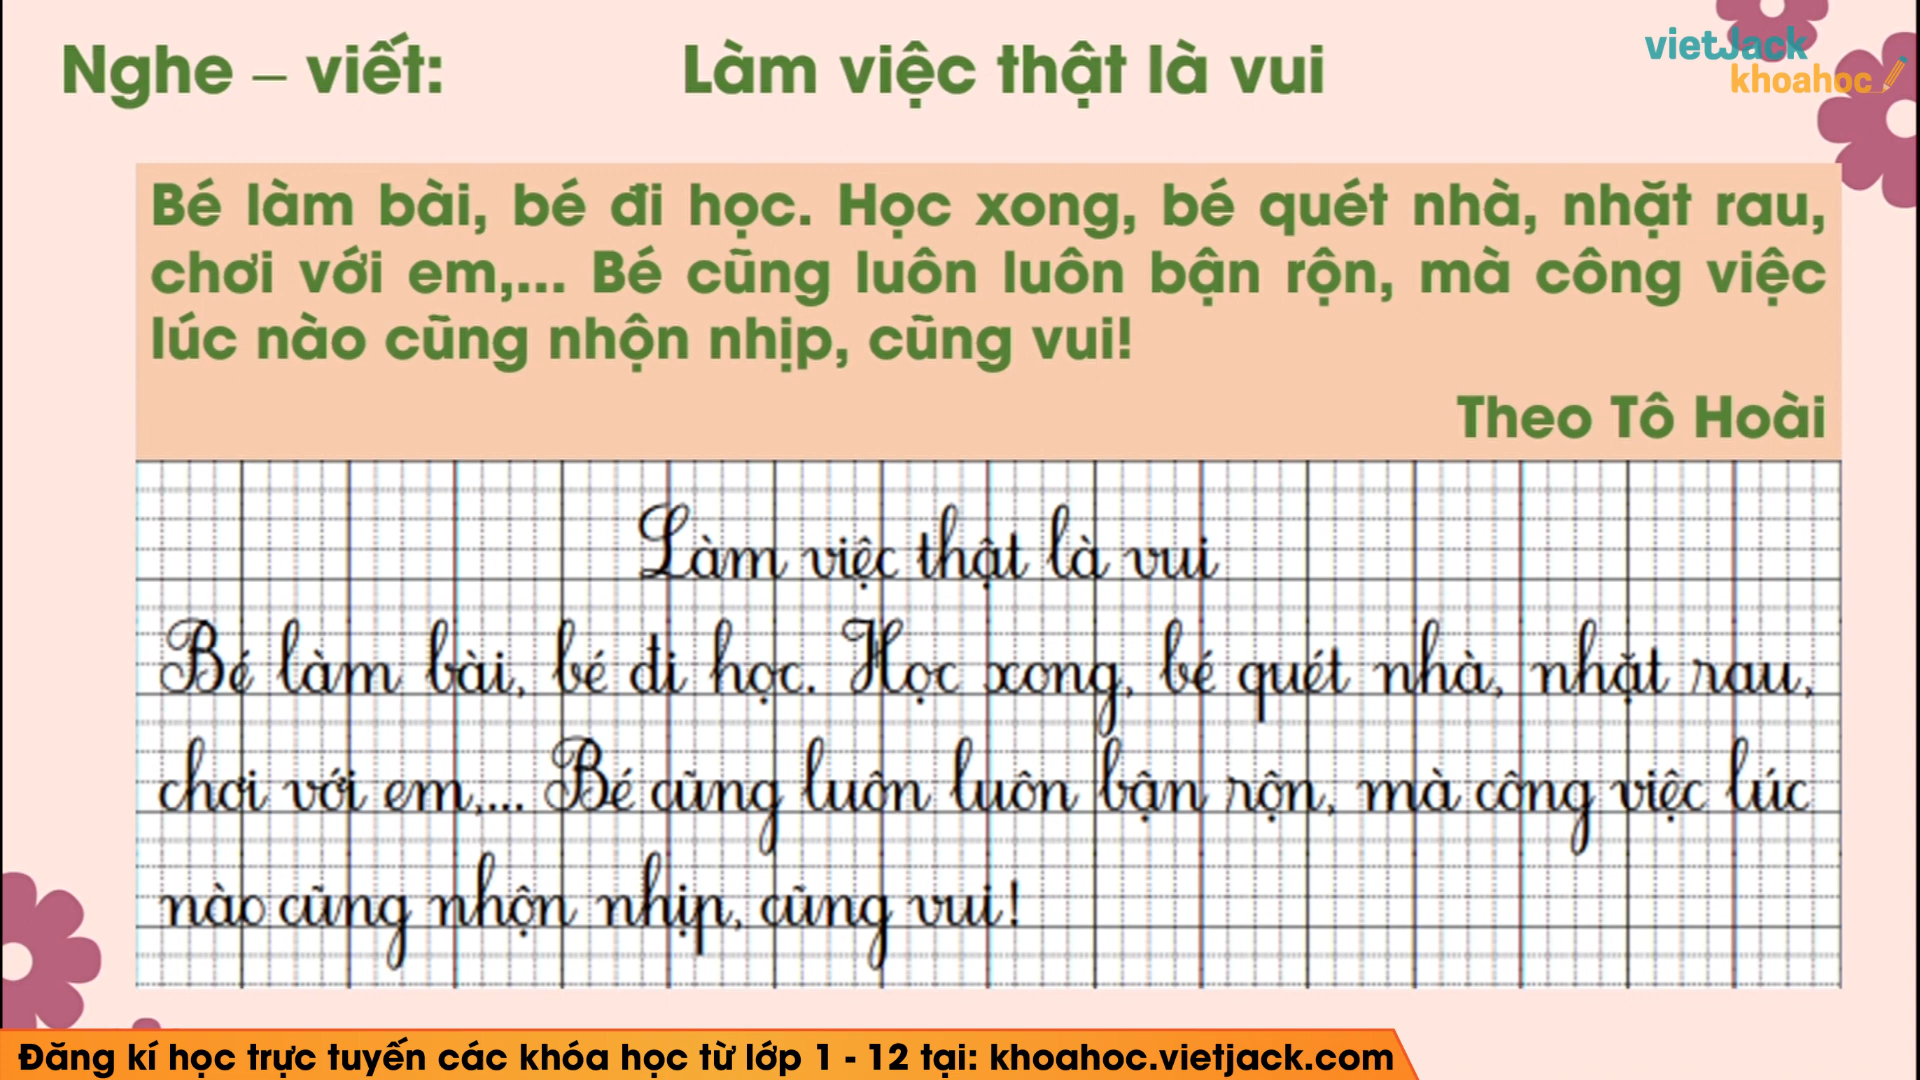 Nghe – viết: Làm việc thật là vui
vietJack
khoahoc
Bé làm bài, bé đi học. Học xong, bé quét nhà, nhặt rau,
chơi với em,... Bé cũng luôn luôn bận rộn, mà công việc
lúc nào cũng nhộn nhịp, cũng vui!
Theo Tô Hoài
Làm việc thật là vui
Bé làm bài, bé đi học. Học xong, bé quét nhà, nhặt rau,
chơi với em,... Bé cũng luôn luôn bận rộn, mà công việc lúc
nào cũng nhộn nhịp, cũng vui!
Đăng kí học trực tuyến các khóa học từ lớp 1 - 12 tại: khoahoc.vietjack.com